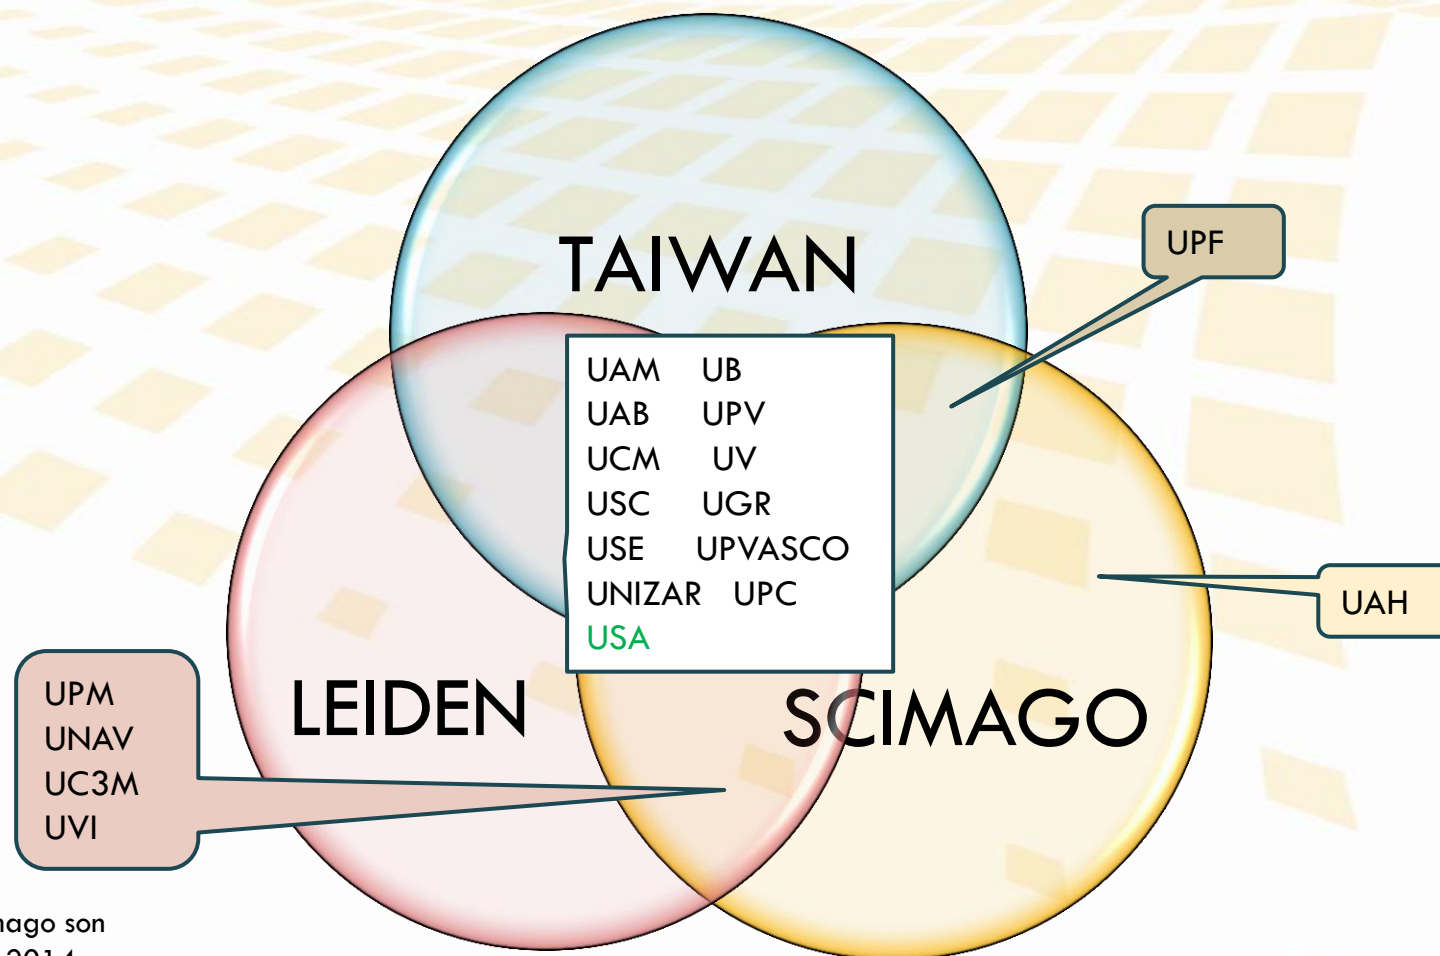 TAIWAN
UPF
UAM UB
UAB UPV
UCM UV
USC UGR
USE UPVASCO
UNIZAR UPC
USA
UAH
LEIDEN
SCIMAGO
UPM
UNAV
UC3M
UVI
son
2014